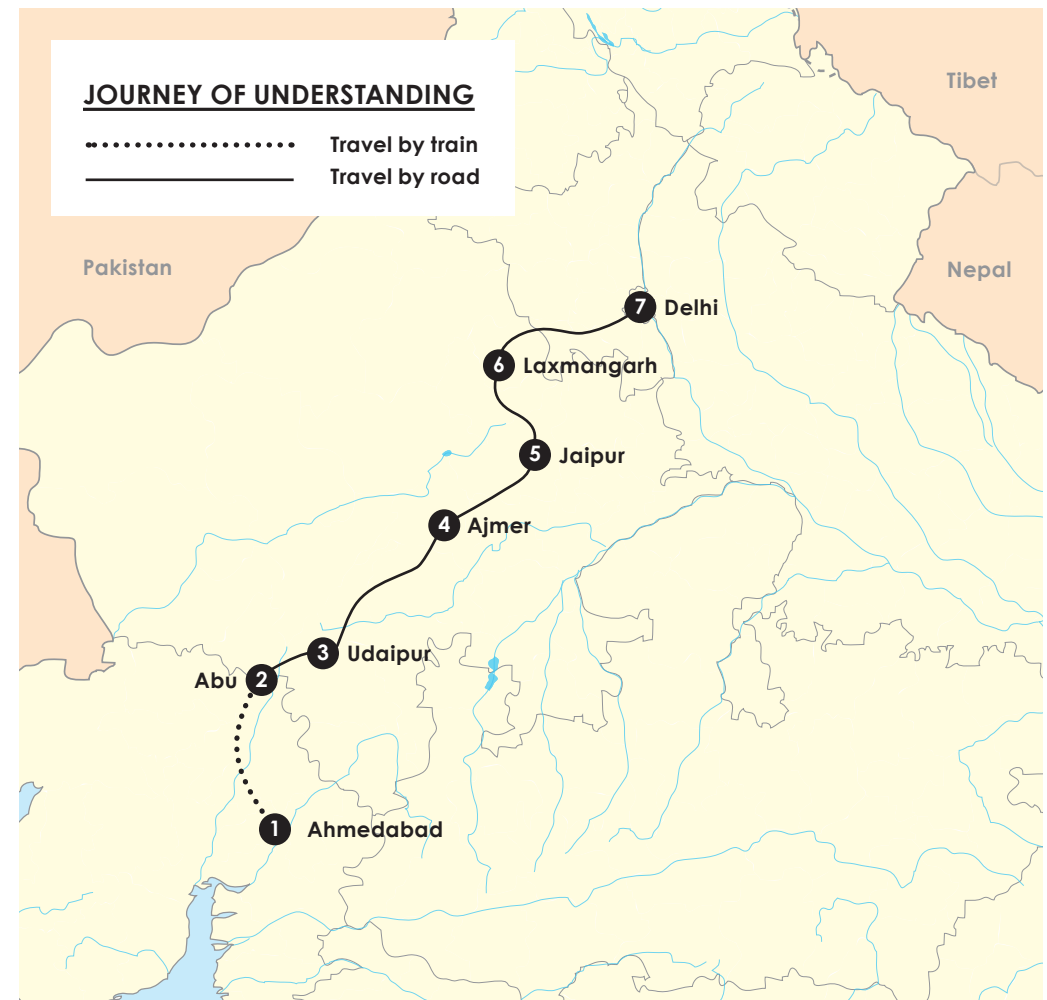 JOURNEY OF UNDERSTANDING
Travel by train
Travel by road
Tibet
Pakistan
Nepal
7 Delhi
6 Laxmangarh
5 Jaipur
4 Ajmer
3 Udaipur
Abu 2
1 Ahmedabad